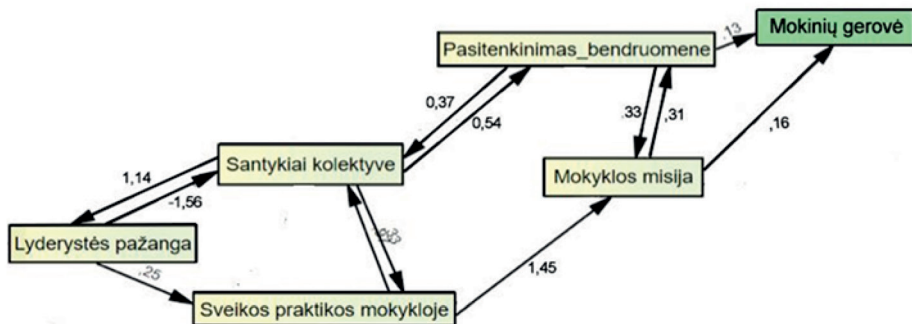 Mokinių gerovė
,13
Pasitenkinimas_bendruomene
0,37
0,54
,33
,31
,16
Santykiai kolektyve
Mokyklos misija
1,14
-1,56
Lyderystės pažanga
,25
1,45
Sveikos praktikos mokykloje